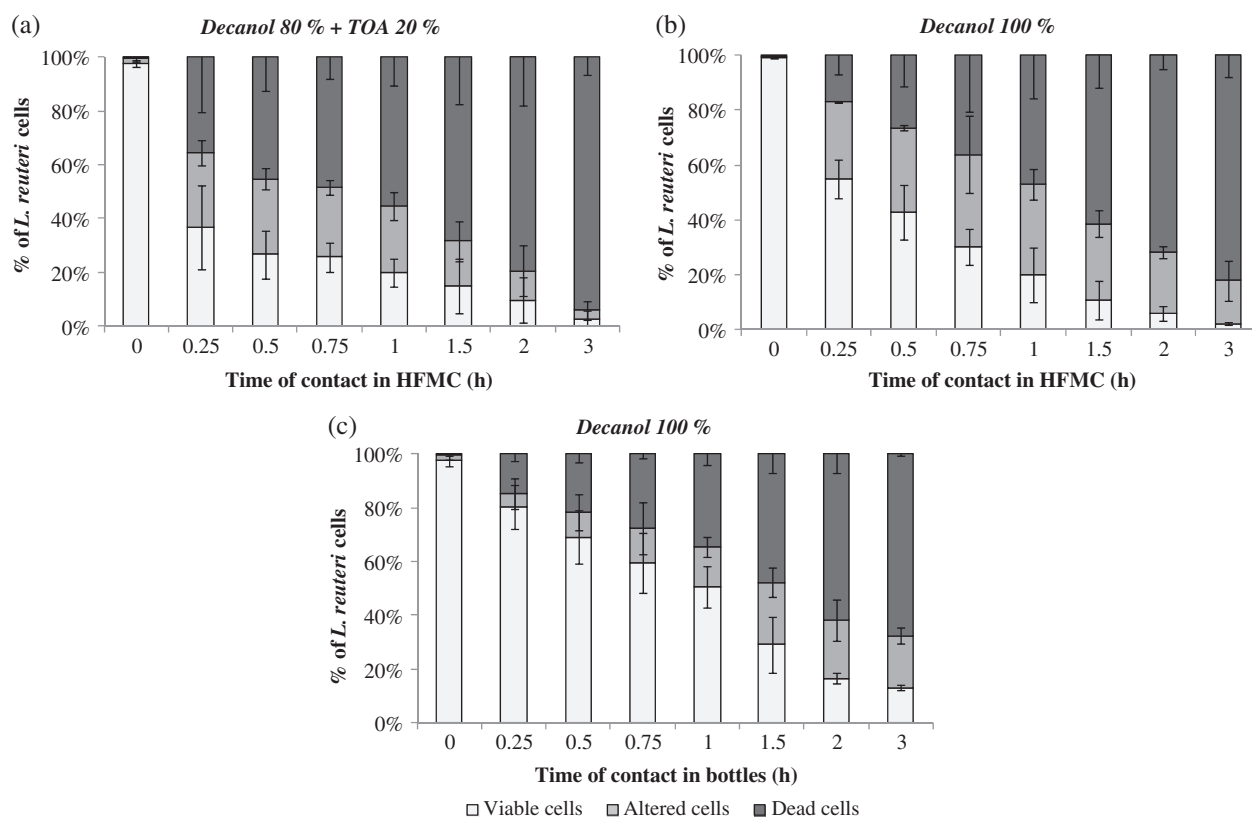 (a)
Decanol 80 % + TOA 20 %
100%
80%
60%
40%
20%
0%
% of L. reuteri cells
0 0.25 0.5 0.75 1 1.5 2 3
Time of contact in HFMC (h)
(b)
Decanol 100 %
100%
80%
60%
40%
20%
0%
% of L. reuteri cells
0 0.25 0.5 0.75 1 1.5 2 3
Time of contact in HFMC (h)
(c)
Decanol 100 %
100%
80%
60%
40%
20%
0%
% of L. reuteri cells
0 0.25 0.5 0.75 1 1.5 2 3
Time of contact in bottles (h)
Viable cells Altered cells Dead cells